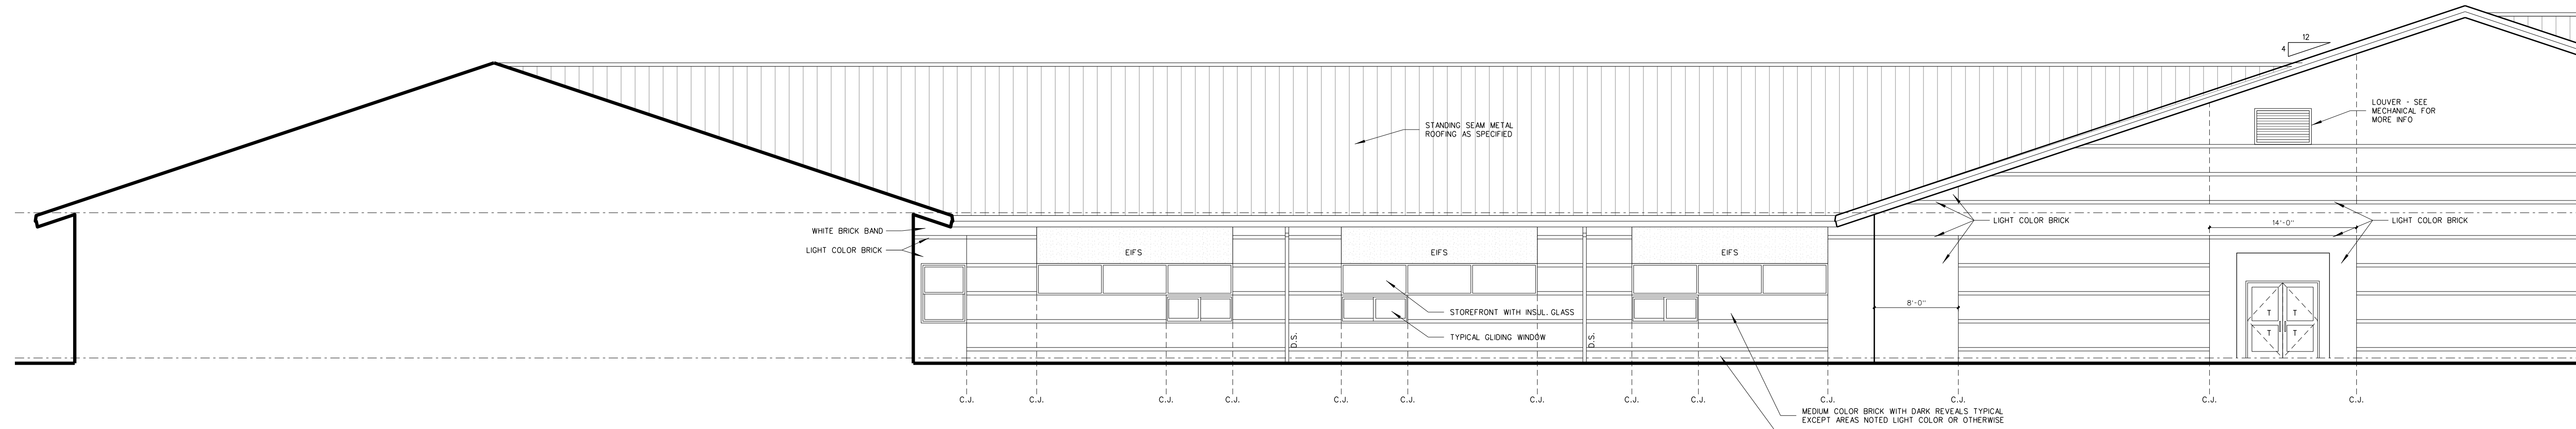 12
4
LOUVER - SEE
MECHANICAL FOR
MORE INFO
STANDING SEAM METAL
ROOFING AS SPECIFIED
WHITE BRICK BAND
LIGHT COLOR BRICK
EIFS
EIFS
EIFS
LIGHT COLOR BRICK
14'-0"
LIGHT COLOR BRICK
8'-0"
STOREFRONT WITH INSUL. GLASS
TYPICAL GLIDING WINDOW
D.S.
D.S.
T
T
T
T
C.J.
C.J.
C.J.
C.J.
C.J.
C.J.
C.J.
C.J.
C.J.
C.J.
C.J.
C.J.
C.J.
MEDIUM COLOR BRICK WITH DARK REVEALS TYPICAL
EXCEPT AREAS NOTED LIGHT COLOR OR OTHERWISE